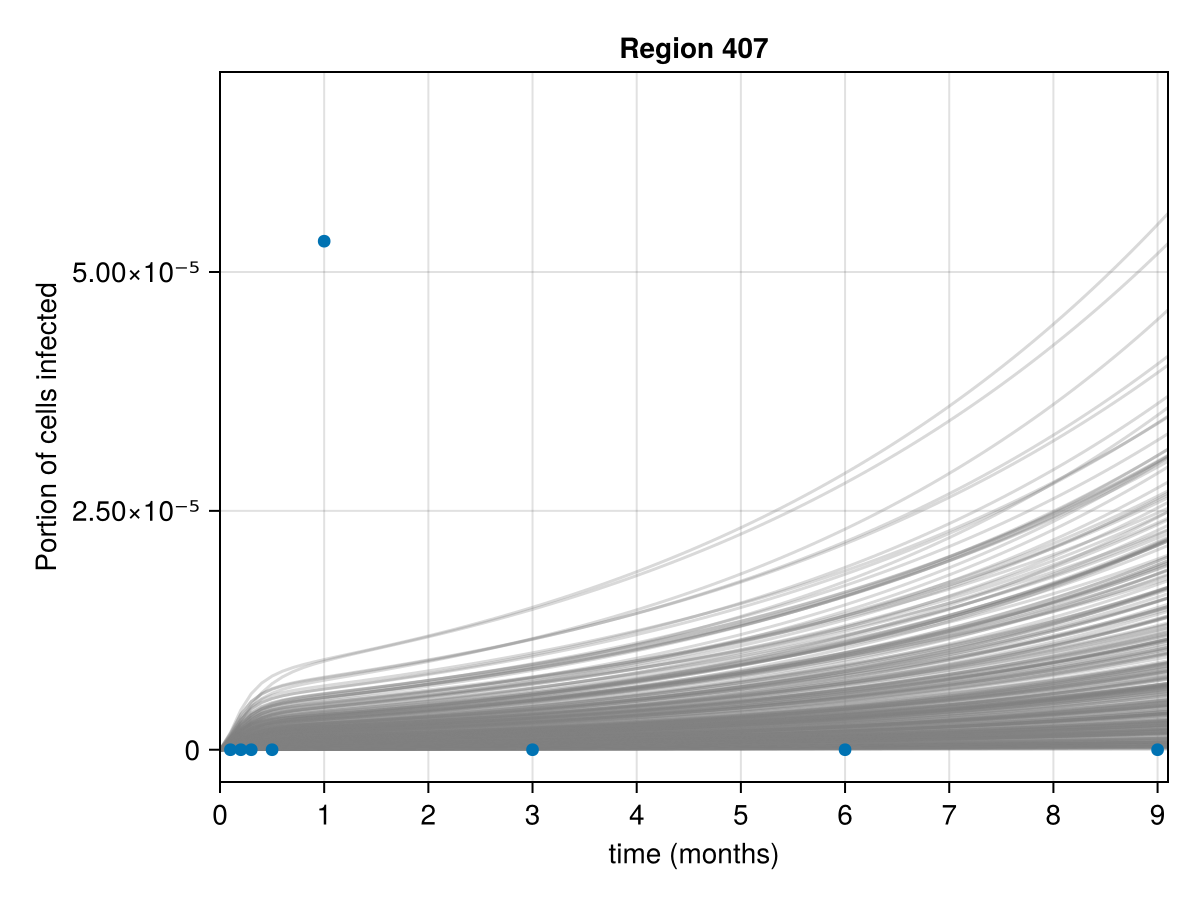 Region 407
Portion of cells infected
5.00×10⁻⁵
2.50×10⁻⁵
0
0 1 2 3 4 5 6 7 8 9
time (months)